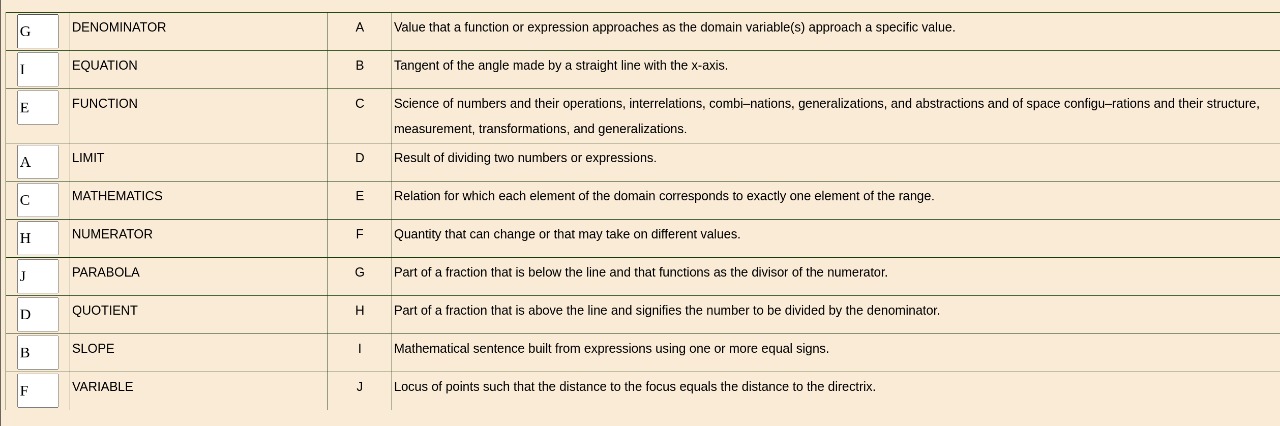 G DENOMINATOR A Value that a function or expression approaches as the domain variable(s) approach a specific value.
I EQUATION B Tangent of the angle made by a straight line with the x-axis.
E FUNCTION C Science of numbers and their operations, interrelations, combi–nations, generalizations, and abstractions and of space configu–rations and their structure,
measurement, transformations, and generalizations.
A LIMIT D Result of dividing two numbers or expressions.
C MATHEMATICS E Relation for which each element of the domain corresponds to exactly one element of the range.
H NUMERATOR F Quantity that can change or that may take on different values.
J PARABOLA G Part of a fraction that is below the line and that functions as the divisor of the numerator.
D QUOTIENT H Part of a fraction that is above the line and signifies the number to be divided by the denominator.
B SLOPE I Mathematical sentence built from expressions using one or more equal signs.
F VARIABLE J Locus of points such that the distance to the focus equals the distance to the directrix.